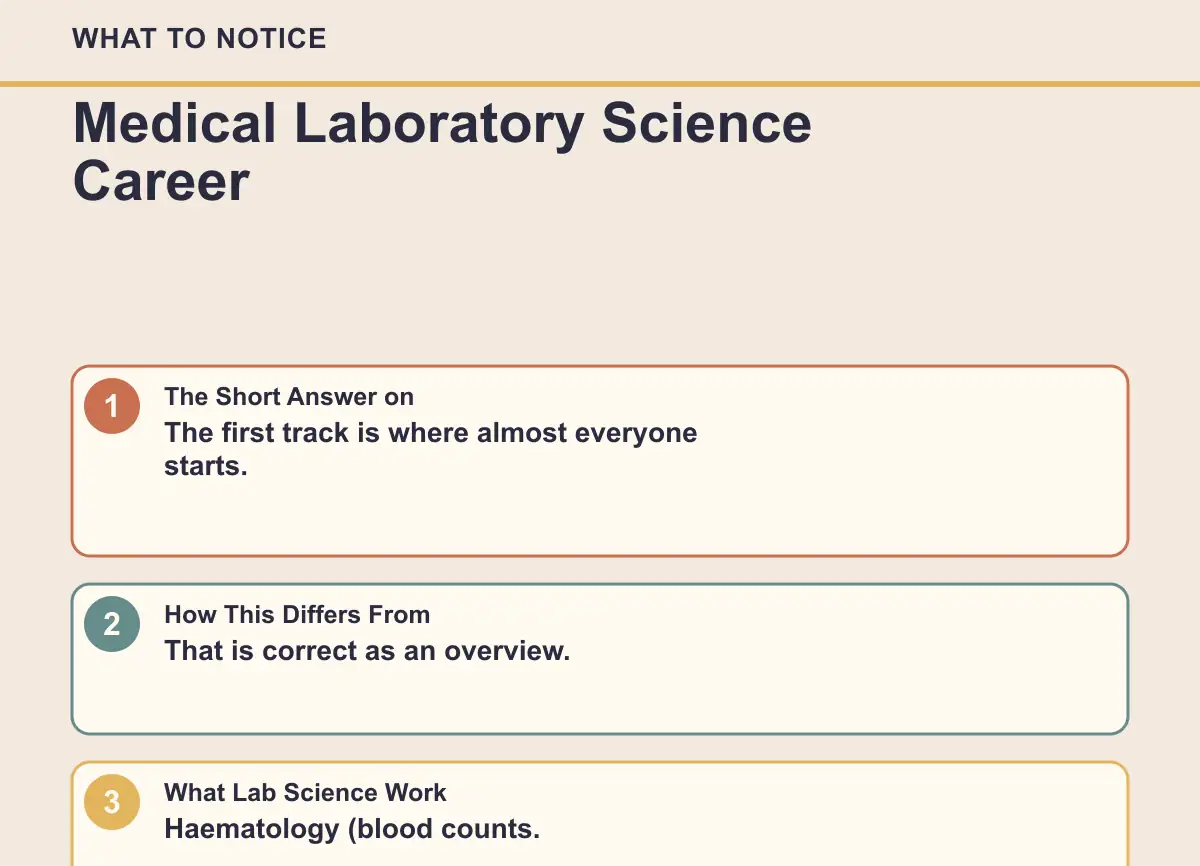 WHAT TO NOTICE
Medical Laboratory Science
Career
1
The Short Answer on
The first track is where almost everyone
starts.
2
How This Differs From
That is correct as an overview.
3
What Lab Science Work
Haematology (blood counts.